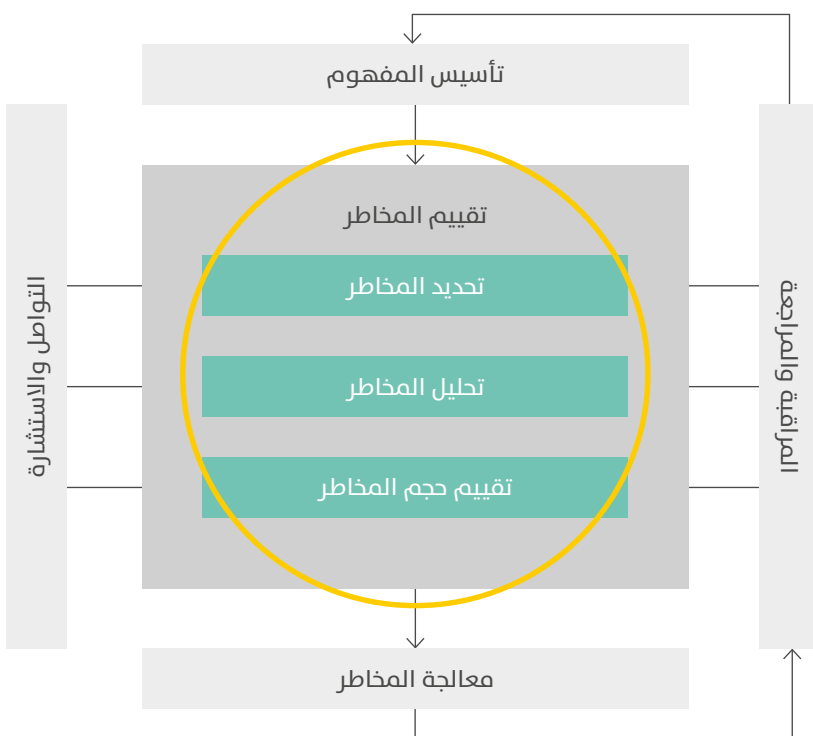 تأسيس المفهوم
تقييم المخاطر
تحديد المخاطر
تحليل المخاطر
تقييم حجم المخاطر
معالجة المخاطر
المراقبة والمراجعة
التواصل والاستشارة